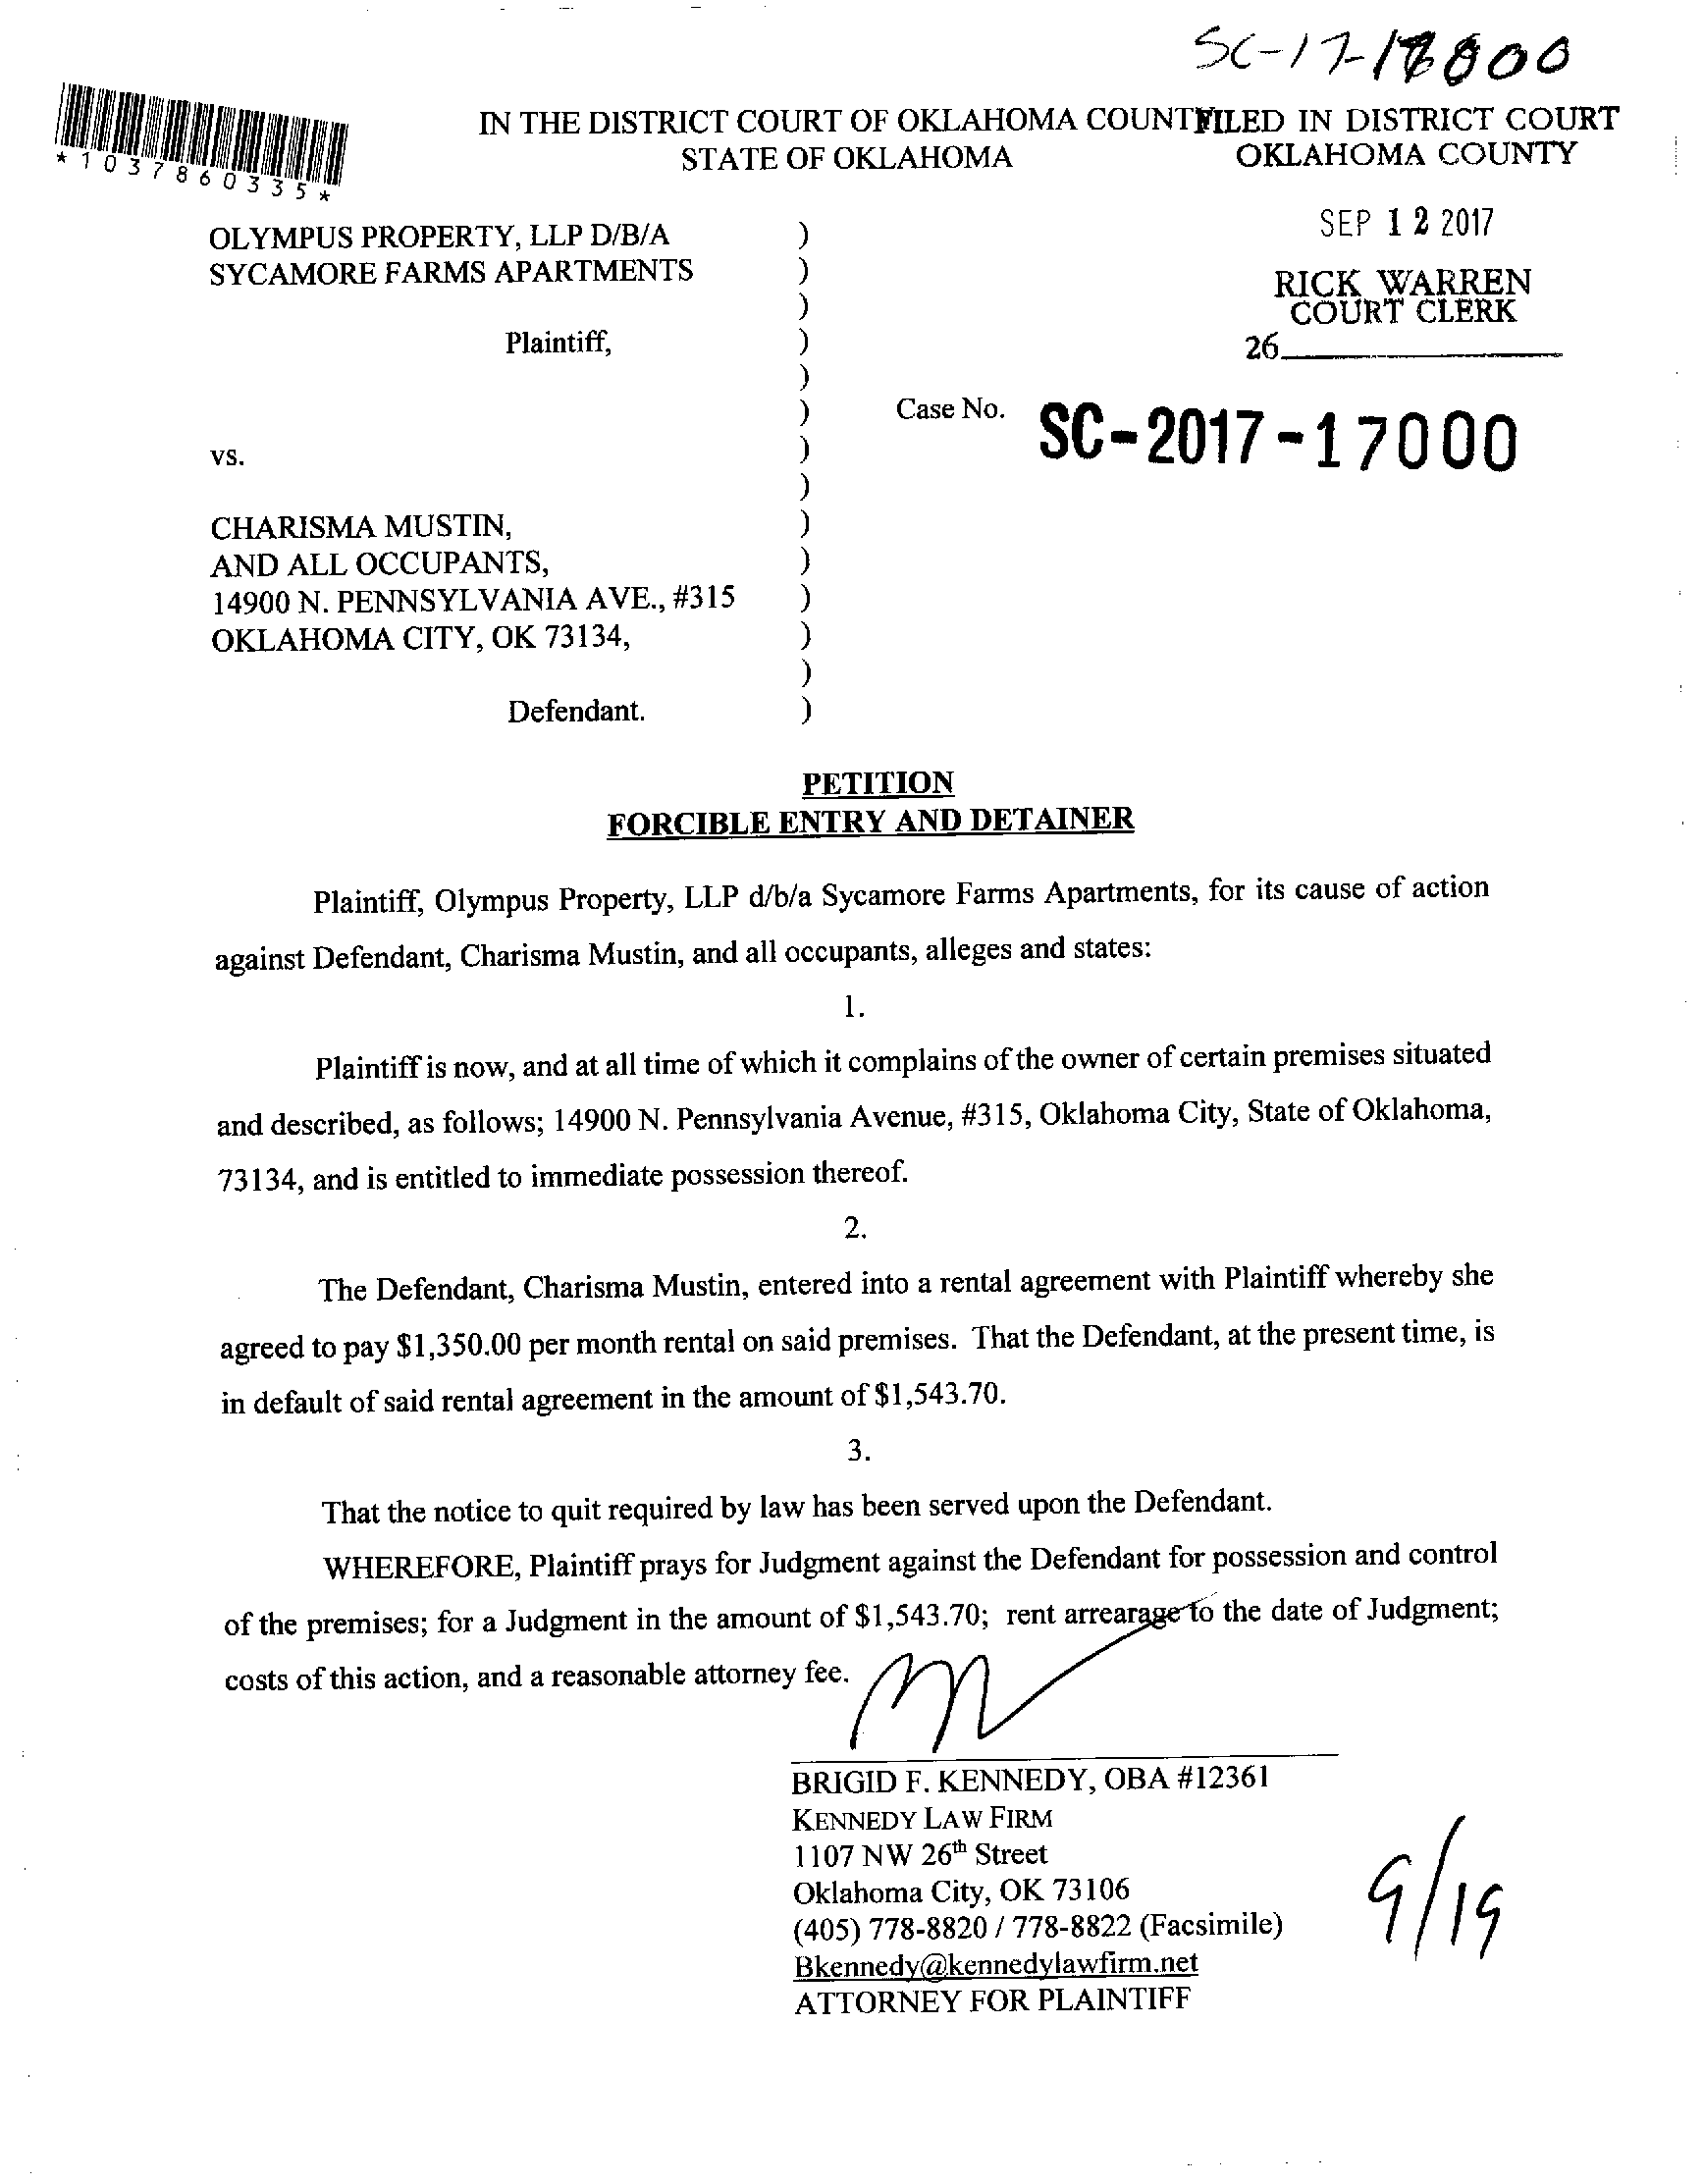 *1037860335*
IN THE DISTRICT COURT OF OKLAHOMA COUNTY
STATE OF OKLAHOMA
FILED IN DISTRICT COURT
OKLAHOMA COUNTY
SEP 12 2017
RICK WARREN
COURT CLERK
26
OLYMPUS PROPERTY, LLP D/B/A )
SYCAMORE FARMS APARTMENTS )
)
Plaintiff, )
)
) Case No. SC-2017-17000
vs. )
)
CHARISMA MUSTIN, )
AND ALL OCCUPANTS, )
14900 N. PENNSYLVANIA AVE., #315 )
OKLAHOMA CITY, OK 73134, )
)
Defendant. )
PETITION
FORCIBLE ENTRY AND DETAINER
Plaintiff, Olympus Property, LLP d/b/a Sycamore Farms Apartments, for its cause of action
against Defendant, Charisma Mustin, and all occupants, alleges and states:
1.
Plaintiff is now, and at all time of which it complains of the owner of certain premises situated
and described, as follows; 14900 N. Pennsylvania Avenue, #315, Oklahoma City, State of Oklahoma,
73134, and is entitled to immediate possession thereof.
2.
The Defendant, Charisma Mustin, entered into a rental agreement with Plaintiff whereby she
agreed to pay $1,350.00 per month rental on said premises. That the Defendant, at the present time, is
in default of said rental agreement in the amount of $1,543.70.
3.
That the notice to quit required by law has been served upon the Defendant.
WHEREFORE, Plaintiff prays for Judgment against the Defendant for possession and control
of the premises; for a Judgment in the amount of $1,543.70; rent arrearage to the date of Judgment;
costs of this action, and a reasonable attorney fee.
BRIGID F. KENNEDY, OBA #12361
KENNEDY LAW FIRM
1107 NW 26th Street
Oklahoma City, OK 73106
(405) 778-8820 / 778-8822 (Facsimile)
Bkennedy@kennedylawfirm.net
ATTORNEY FOR PLAINTIFF
9/19